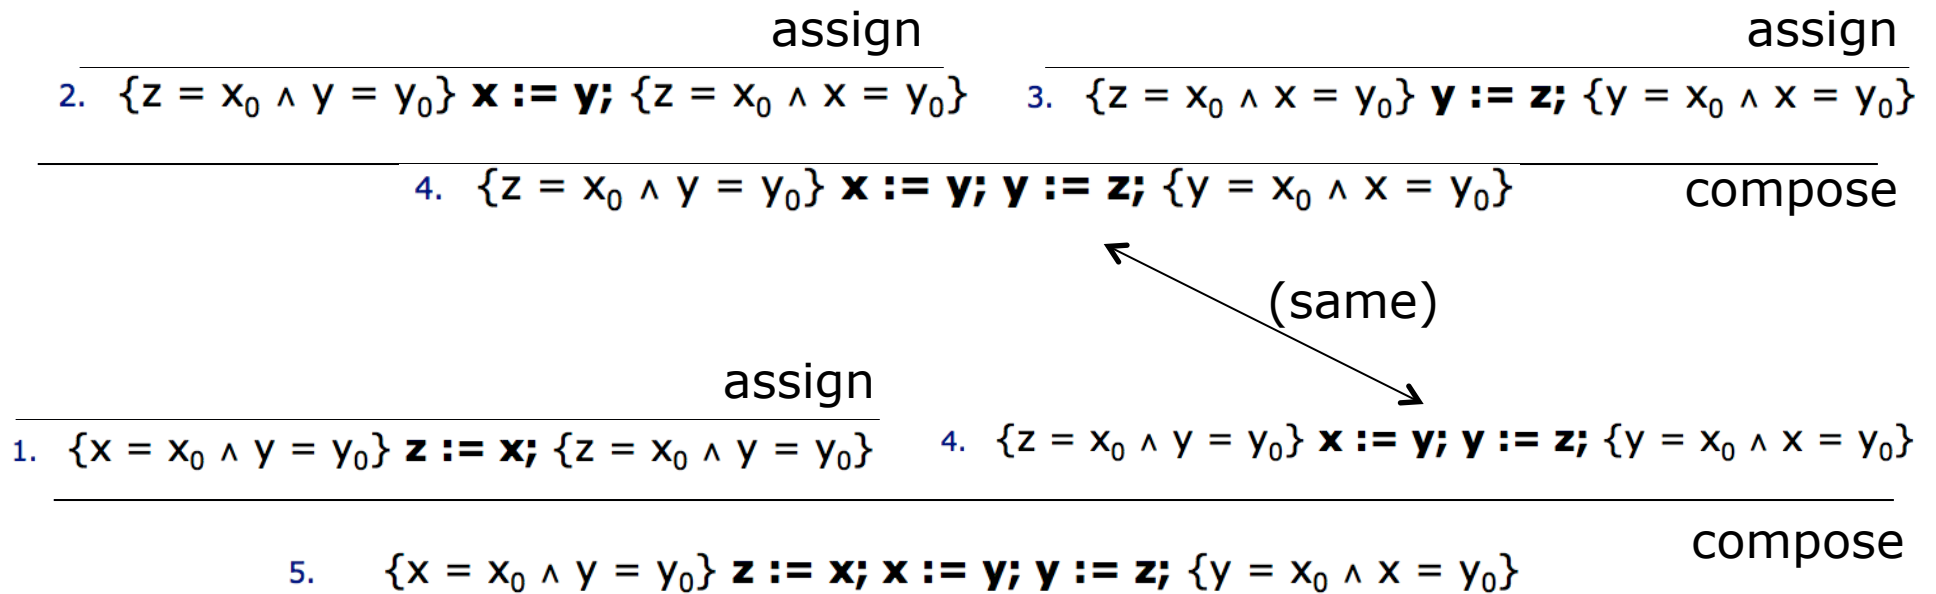 assign assign
2. {z = x₀ ∧ y = y₀} x := y; {z = x₀ ∧ x = y₀} 3. {z = x₀ ∧ x = y₀} y := z; {y = x₀ ∧ x = y₀}
4. {z = x₀ ∧ y = y₀} x := y; y := z; {y = x₀ ∧ x = y₀} compose
(same)
assign
1. {x = x₀ ∧ y = y₀} z := x; {z = x₀ ∧ y = y₀} 4. {z = x₀ ∧ y = y₀} x := y; y := z; {y = x₀ ∧ x = y₀}
compose
5. {x = x₀ ∧ y = y₀} z := x; x := y; y := z; {y = x₀ ∧ x = y₀}